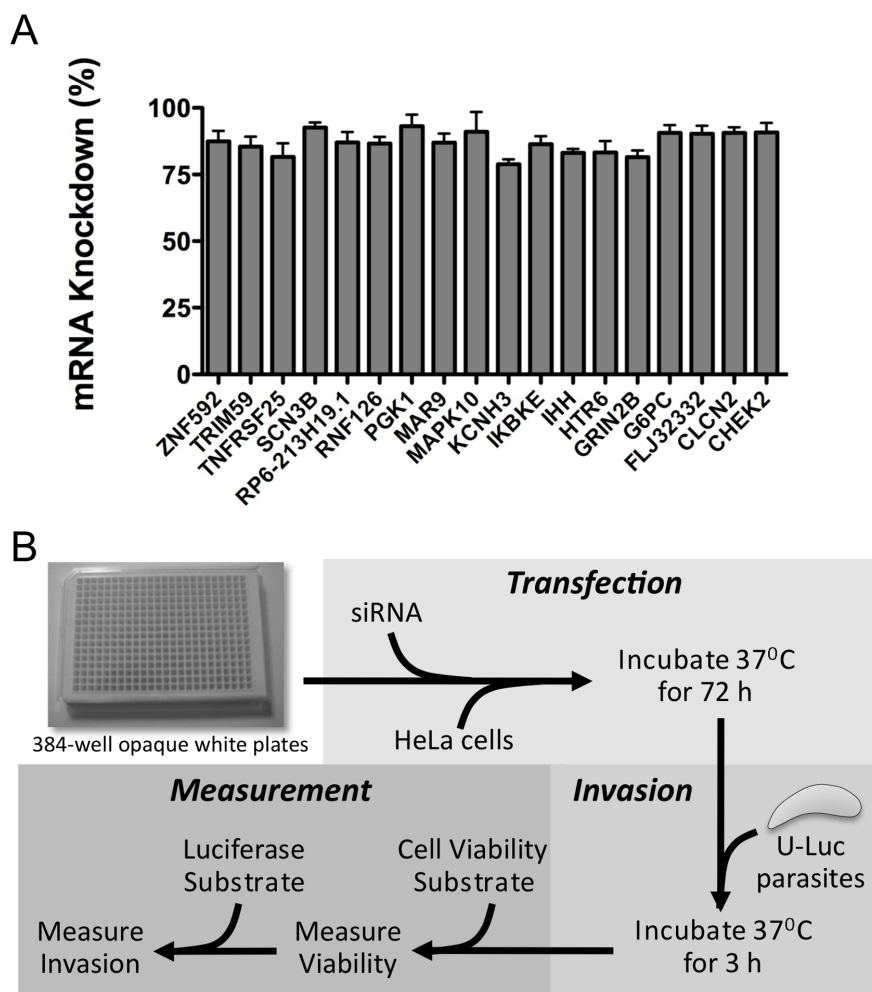 A
mRNA Knockdown (%)
100
75
50
25
0
ZNF592
TRIM59
TNFRSF25
SCN3B
RP6-213H19.1
RNF126
PGK1
MAR9
MAPK10
KCNH3
IKBKE
IHH
HTR6
GRIN2B
G6PC
FLJ32332
CLCN2
CHEK2
B
Transfection
siRNA
HeLa cells
Incubate 37⁰C
for 72 h
384-well opaque white plates
Measurement
Invasion
Luciferase
Substrate
Cell Viability
Substrate
U-Luc
parasites
Measure
Invasion
Measure
Viability
Incubate 37⁰C
for 3 h